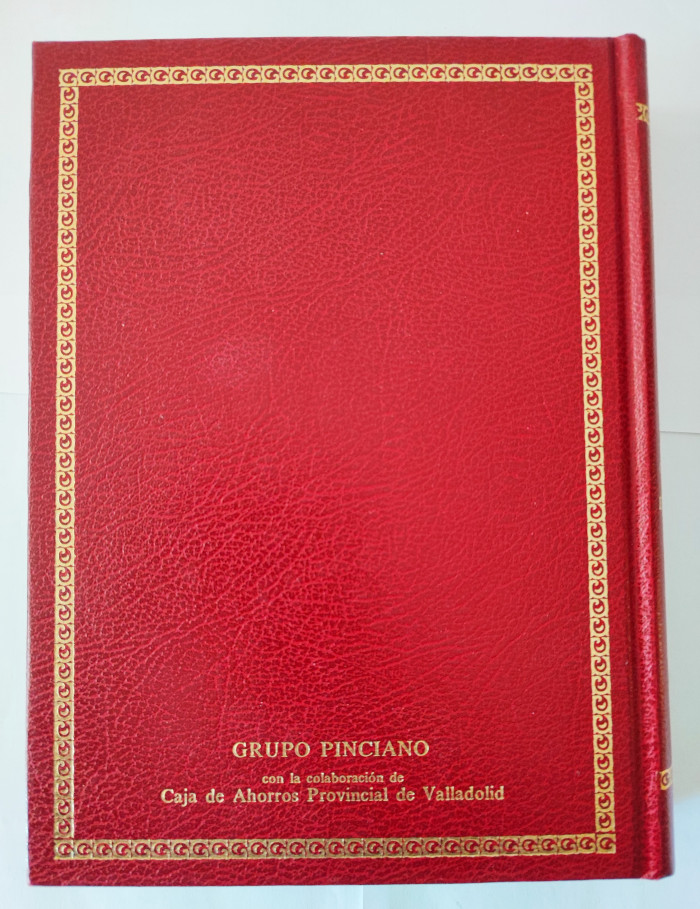 GRUPO PINCIANO
con la colaboración de
Caja de Ahorros Provincial de Valladolid